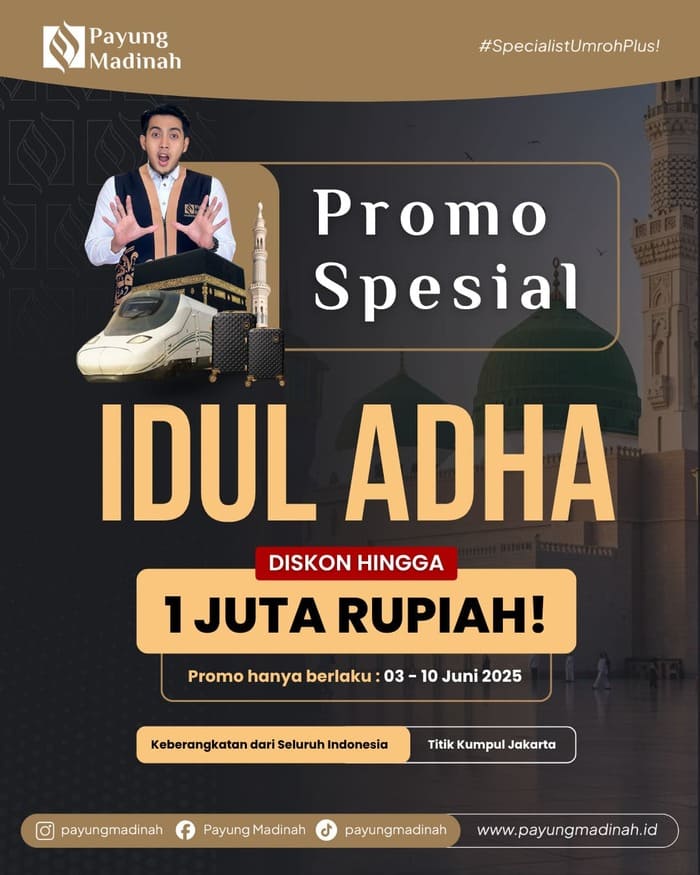 Payung
Madinah
#SpecialistUmrohPlus!
Promo
Spesial
IDUL ADHA
DISKON HINGGA
1 JUTA RUPIAH!
Promo hanya berlaku : 03 - 10 Juni 2025
Keberangkatan dari Seluruh Indonesia
Titik Kumpul Jakarta
payungmadinah
Payung Madinah
payungmadinah
www.payungmadinah.id